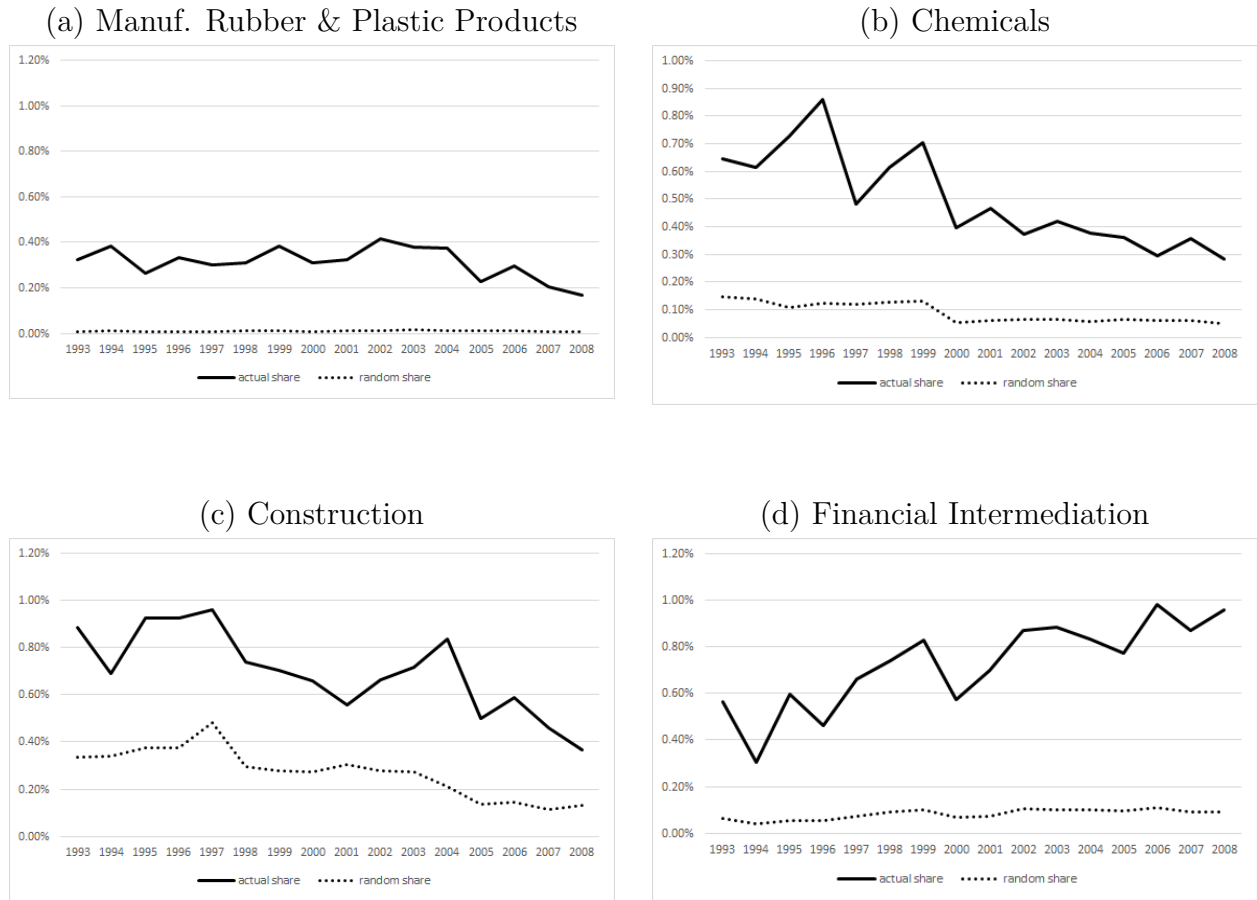 (a) Manuf. Rubber & Plastic Products
1.20%
1.00%
0.80%
0.60%
0.40%
0.20%
0.00%
1993 1994 1995 1996 1997 1998 1999 2000 2001 2002 2003 2004 2005 2006 2007 2008
actual share random share
(b) Chemicals
1.00%
0.90%
0.80%
0.70%
0.60%
0.50%
0.40%
0.30%
0.20%
0.10%
0.00%
1993 1994 1995 1996 1997 1998 1999 2000 2001 2002 2003 2004 2005 2006 2007 2008
actual share random share
(c) Construction
1.20%
1.00%
0.80%
0.60%
0.40%
0.20%
0.00%
1993 1994 1995 1996 1997 1998 1999 2000 2001 2002 2003 2004 2005 2006 2007 2008
actual share random share
(d) Financial Intermediation
1.20%
1.00%
0.80%
0.60%
0.40%
0.20%
0.00%
1993 1994 1995 1996 1997 1998 1999 2000 2001 2002 2003 2004 2005 2006 2007 2008
actual share random share